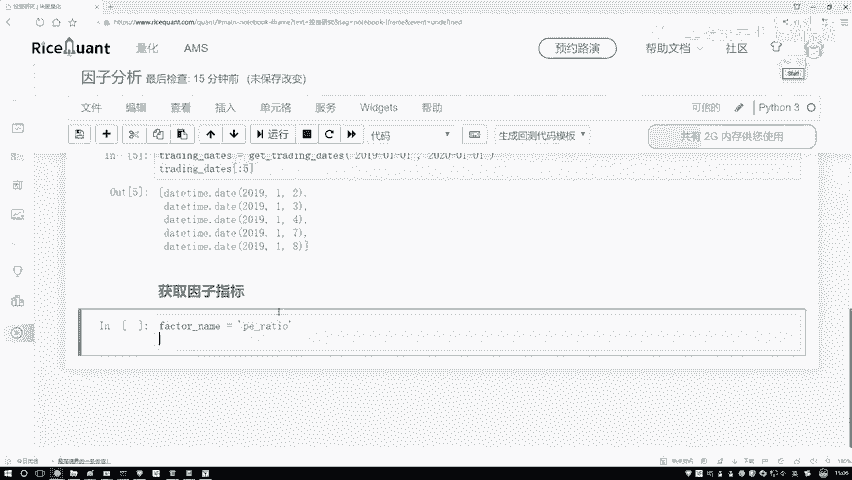 https://www.ricequant.com/quant/
RiceQuant 量化 AMS 预约路演 帮助文档 社区
Start
因子分析 最后检查: 15 分钟前 (未保存改变)
文件 编辑 查看 插入 单元格 服务 Widgets 帮助 可信的 Python 3
运行 代码 生成回测代码模板 共有 2G 内存供您使用
In [5]: trading_dates = get_trading_dates('2019-01-01', '2020-01-01')
trading_dates[:5]
Out[5]: [datetime.date(2019, 1, 2),
datetime.date(2019, 1, 3),
datetime.date(2019, 1, 4),
datetime.date(2019, 1, 7),
datetime.date(2019, 1, 8)]
获取因子指标
In [ ]: factor_name = 'pe_ratio'